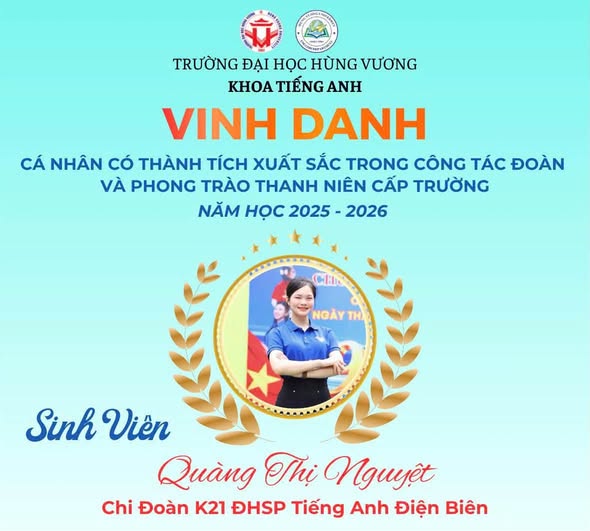 TRƯỜNG ĐẠI HỌC HÙNG VƯƠNG
KHOA TIẾNG ANH
VINH DANH
CÁ NHÂN CÓ THÀNH TÍCH XUẤT SẮC TRONG CÔNG TÁC ĐOÀN
VÀ PHONG TRÀO THANH NIÊN CẤP TRƯỜNG
NĂM HỌC 2025 - 2026
NGÀY
Sinh Viên
Quàng Thị Nguyệt
Chi Đoàn K21 ĐHSP Tiếng Anh Điện Biên